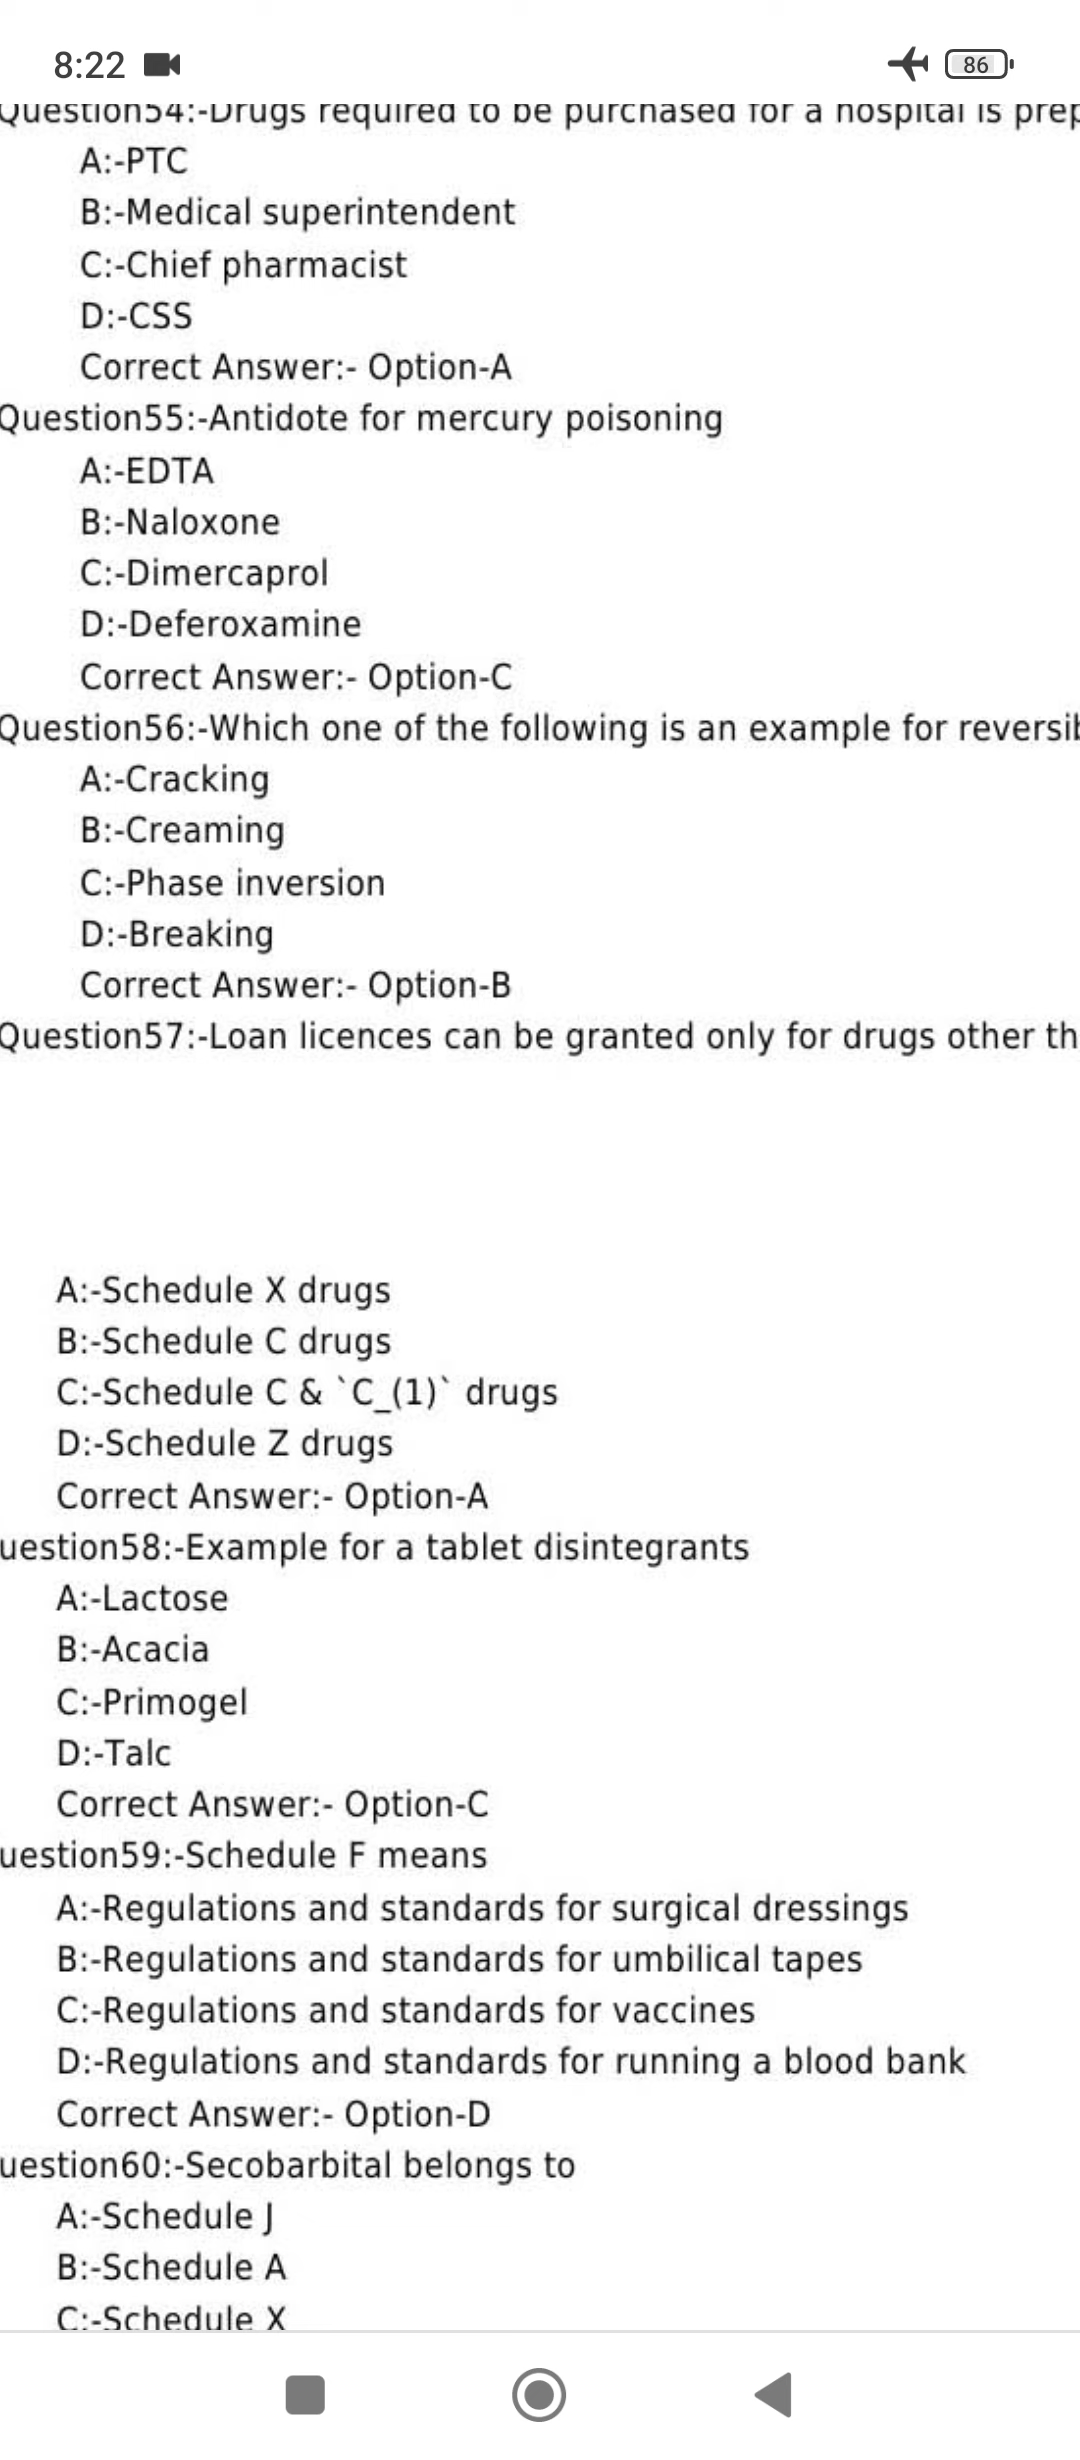 8:22
86
Question54:-Drugs required to be purchased for a hospital is prep
A:-PTC
B:-Medical superintendent
C:-Chief pharmacist
D:-CSS
Correct Answer:- Option-A
Question55:-Antidote for mercury poisoning
A:-EDTA
B:-Naloxone
C:-Dimercaprol
D:-Deferoxamine
Correct Answer:- Option-C
Question56:-Which one of the following is an example for reversib
A:-Cracking
B:-Creaming
C:-Phase inversion
D:-Breaking
Correct Answer:- Option-B
Question57:-Loan licences can be granted only for drugs other th
A:-Schedule X drugs
B:-Schedule C drugs
C:-Schedule C & `C_(1)` drugs
D:-Schedule Z drugs
Correct Answer:- Option-A
uestion58:-Example for a tablet disintegrants
A:-Lactose
B:-Acacia
C:-Primogel
D:-Talc
Correct Answer:- Option-C
uestion59:-Schedule F means
A:-Regulations and standards for surgical dressings
B:-Regulations and standards for umbilical tapes
C:-Regulations and standards for vaccines
D:-Regulations and standards for running a blood bank
Correct Answer:- Option-D
uestion60:-Secobarbital belongs to
A:-Schedule J
B:-Schedule A
C:-Schedule X